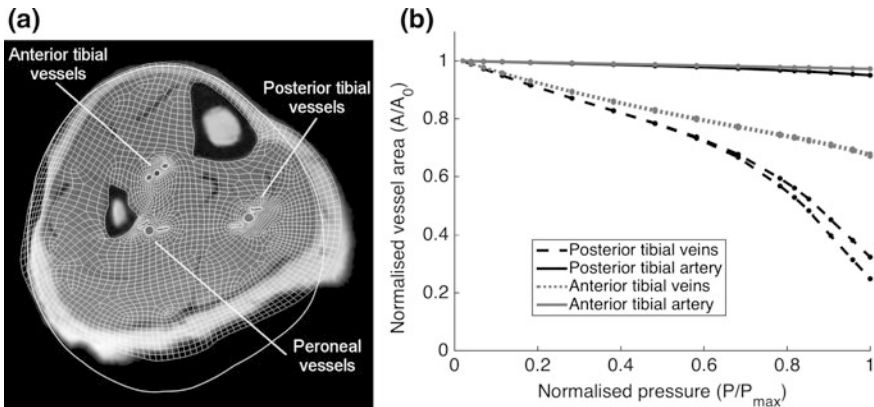 (a)
Anterior tibial
vessels
Posterior tibial
vessels
Peroneal
vessels
(b)
Normalised vessel area (A/A0)
1
0.8
0.6
0.4
0.2
0
Posterior tibial veins
Posterior tibial artery
Anterior tibial veins
Anterior tibial artery
0 0.2 0.4 0.6 0.8 1
Normalised pressure (P/Pmax)